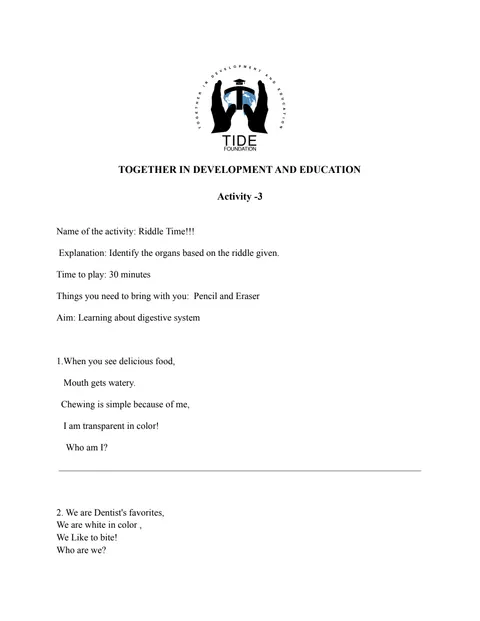 TOGETHER IN DEVELOPMENT AND EDUCATION
TIDE
FOUNDATION
TOGETHER IN DEVELOPMENT AND EDUCATION
Activity -3
Name of the activity: Riddle Time!!!
Explanation: Identify the organs based on the riddle given.
Time to play: 30 minutes
Things you need to bring with you:  Pencil and Eraser
Aim: Learning about digestive system
1.When you see delicious food,
Mouth gets watery.
Chewing is simple because of me,
I am transparent in color!
Who am I?
2. We are Dentist's favorites,
We are white in color ,
We Like to bite!
Who are we?